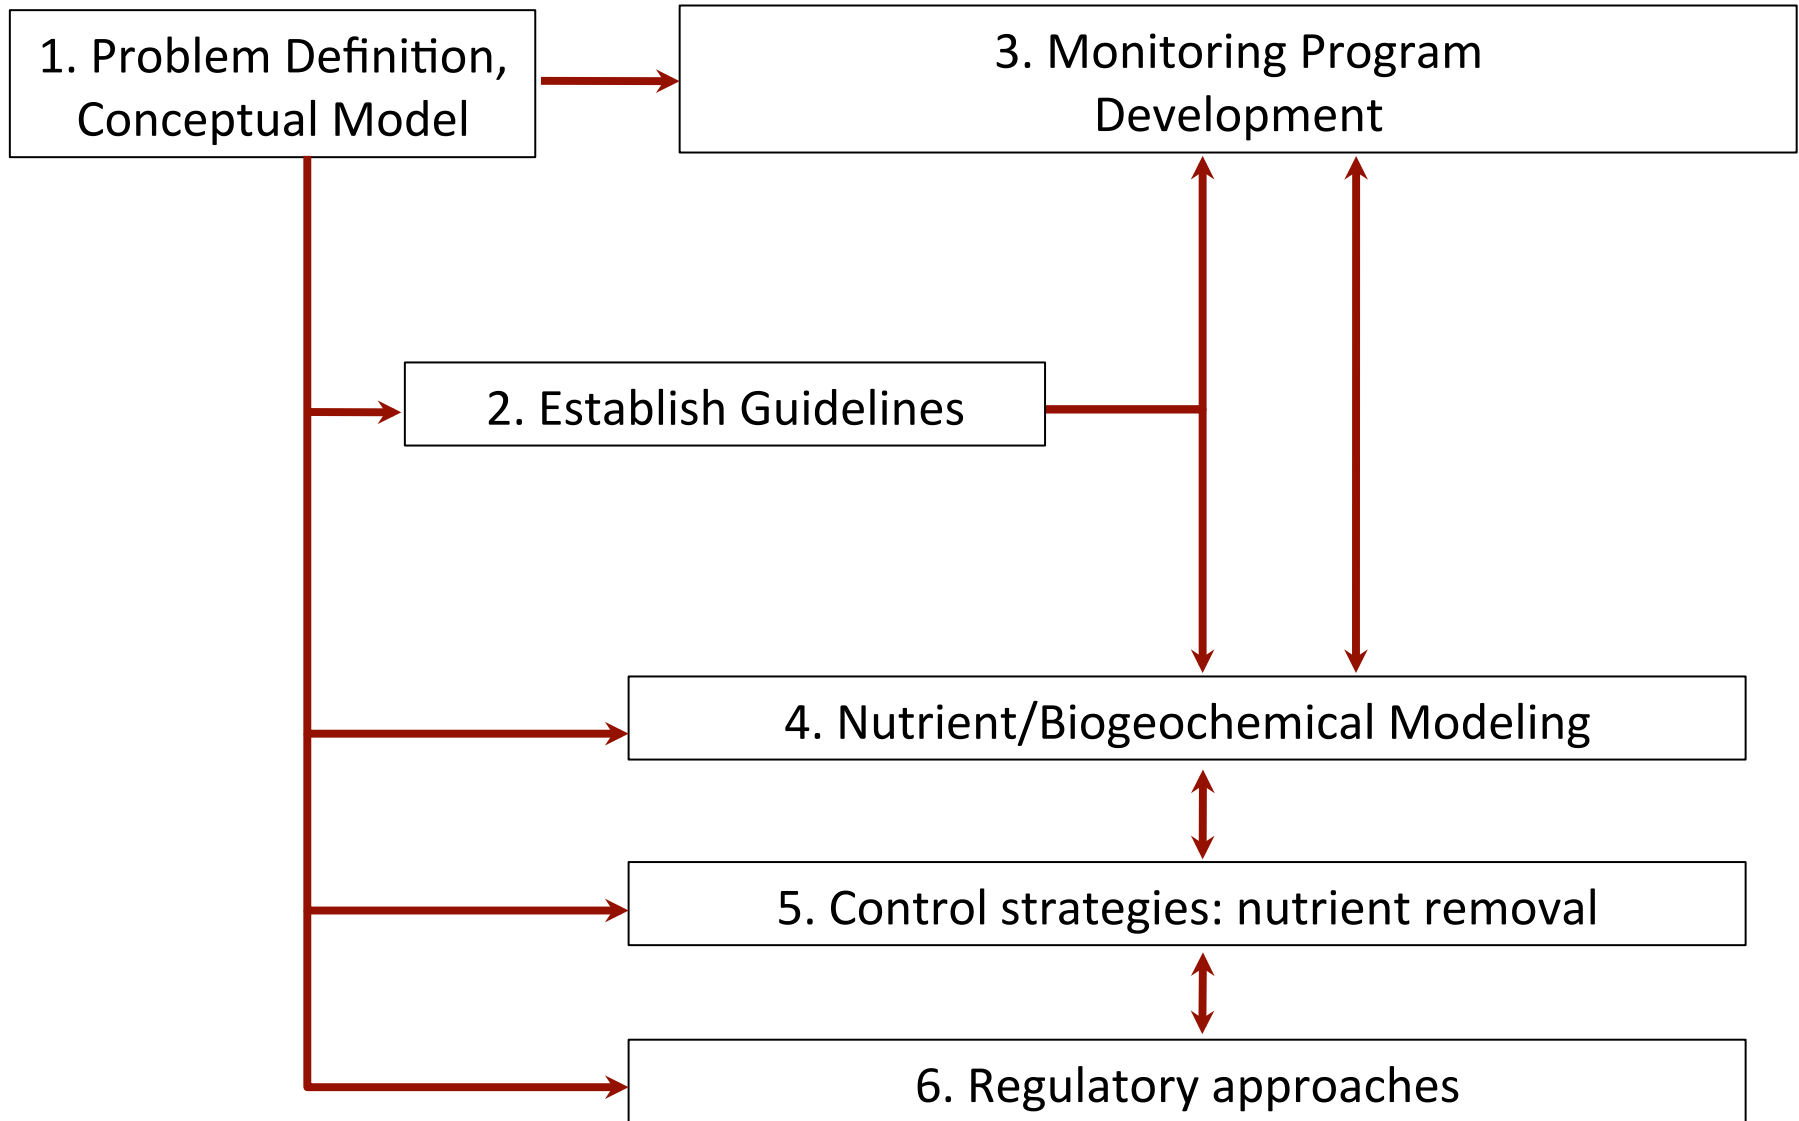 1. Problem Definition,
Conceptual Model
3. Monitoring Program
Development
2. Establish Guidelines
4. Nutrient/Biogeochemical Modeling
5. Control strategies: nutrient removal
6. Regulatory approaches